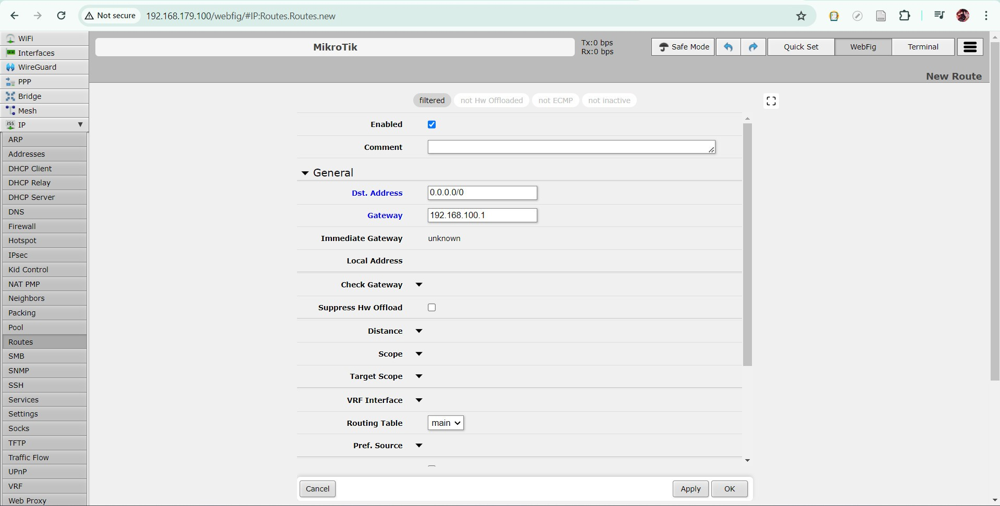 Not secure 192.168.179.100/webfig/#IP:Routes.Routes.new
MikroTik
Tx:0 bps
Rx:0 bps
Safe Mode
Quick Set
WebFig
Terminal
New Route
WiFi
Interfaces
WireGuard
PPP
Bridge
Mesh
255 IP
ARP
Addresses
DHCP Client
DHCP Relay
DHCP Server
DNS
Firewall
Hotspot
IPsec
Kid Control
NAT PMP
Neighbors
Packing
Pool
Routes
SMB
SNMP
SSH
Services
Settings
Socks
TFTP
Traffic Flow
UPnP
VRF
Web Proxy
filtered not Hw Offloaded not ECMP not inactive
Enabled
Comment
General
Dst. Address 0.0.0.0/0
Gateway 192.168.100.1
Immediate Gateway unknown
Local Address
Check Gateway
Suppress Hw Offload
Distance
Scope
Target Scope
VRF Interface
Routing Table main
Pref. Source
Cancel Apply OK